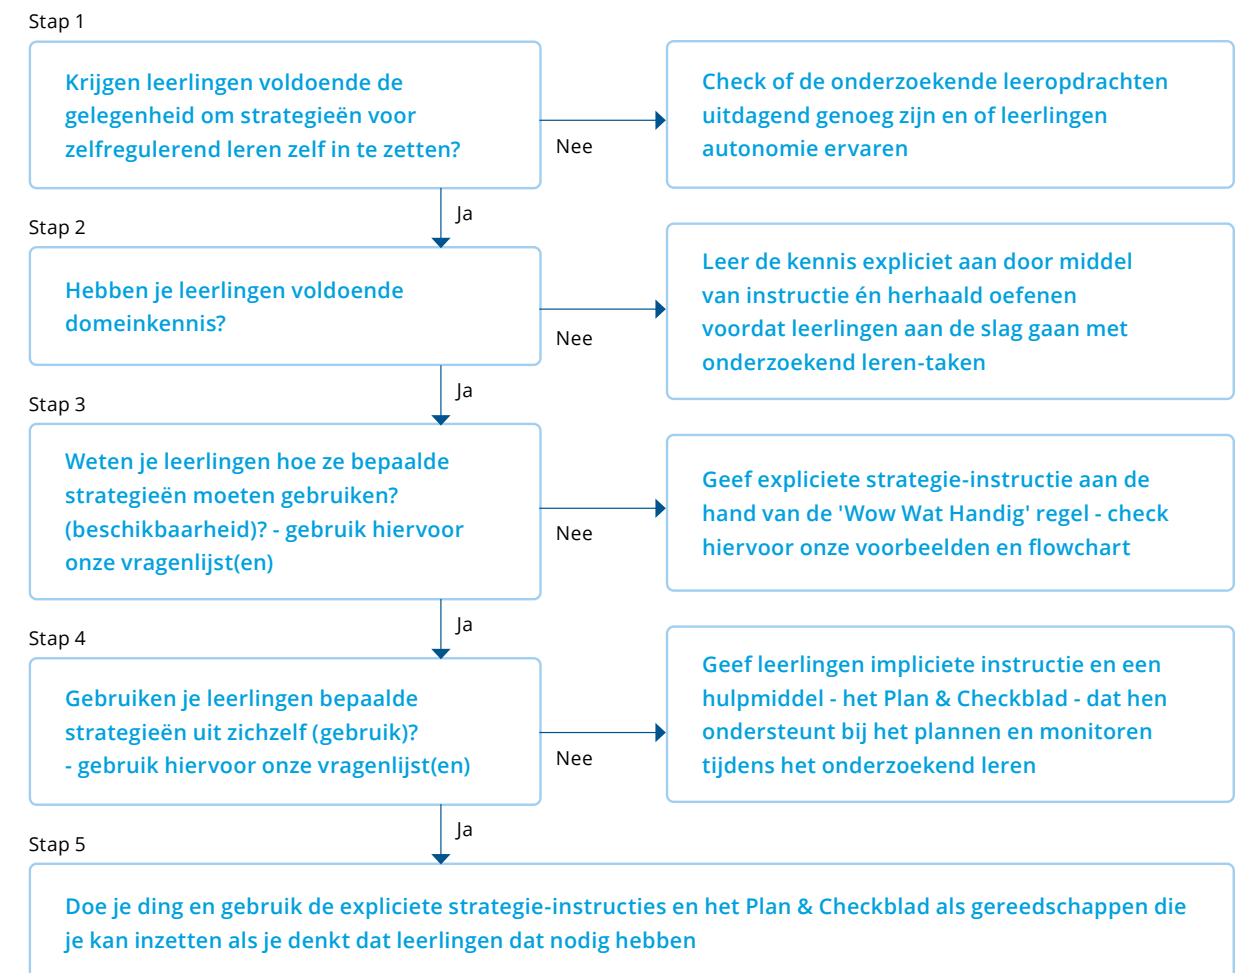 Stap 1
Krijgen leerlingen voldoende de
gelegenheid om strategieën voor
zelfregulerend leren zelf in te zetten?
Nee
Check of de onderzoekende leeropdrachten
uitdagend genoeg zijn en of leerlingen
autonomie ervaren
Ja
Stap 2
Hebben je leerlingen voldoende
domeinkennis?
Nee
Leer de kennis expliciet aan door middel
van instructie én herhaald oefenen
voordat leerlingen aan de slag gaan met
onderzoekend leren-taken
Ja
Stap 3
Weten je leerlingen hoe ze bepaalde
strategieën moeten gebruiken?
(beschikbaarheid)? - gebruik hiervoor
onze vragenlijst(en)
Nee
Geef expliciete strategie-instructie aan de
hand van de 'Wow Wat Handig' regel - check
hiervoor onze voorbeelden en flowchart
Ja
Stap 4
Gebruiken je leerlingen bepaalde
strategieën uit zichzelf (gebruik)?
- gebruik hiervoor onze vragenlijst(en)
Nee
Geef leerlingen impliciete instructie en een
hulpmiddel - het Plan & Checkblad - dat hen
ondersteunt bij het plannen en monitoren
tijdens het onderzoekend leren
Ja
Stap 5
Doe je ding en gebruik de expliciete strategie-instructies en het Plan & Checkblad als gereedschappen die
je kan inzetten als je denkt dat leerlingen dat nodig hebben